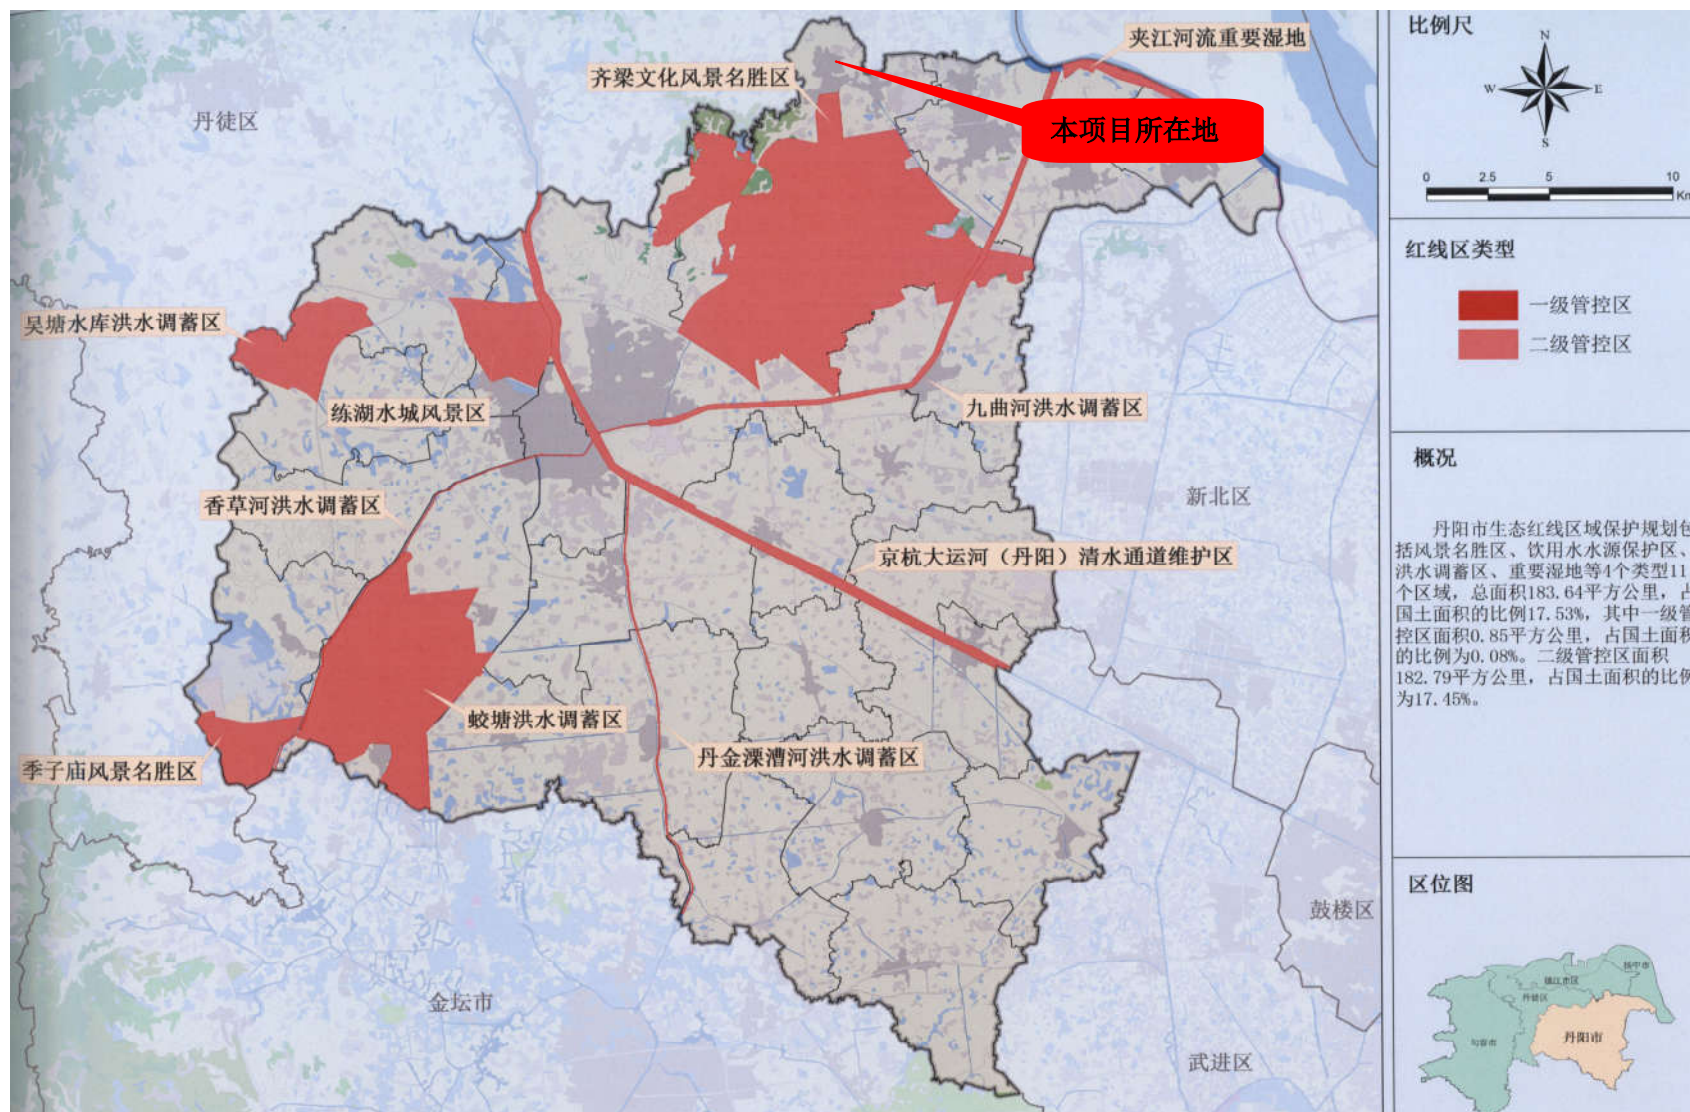 夹江河流重要湿地
齐梁文化风景名胜区
本项目所在地
丹徒区
吴塘水库洪水调蓄区
练湖水城风景区
九曲河洪水调蓄区
新北区
香草河洪水调蓄区
京杭大运河（丹阳）清水通道维护区
蛟塘洪水调蓄区
丹金溧漕河洪水调蓄区
季子庙风景名胜区
鼓楼区
金坛市
武进区
比例尺
N
W
E
S
0 2.5 5 10
Km
红线区类型
一级管控区
二级管控区
概况
丹阳市生态红线区域保护规划包
括风景名胜区、饮用水水源保护区、
洪水调蓄区、重要湿地等4个类型11
个区域，总面积183.64平方公里，占
国土面积的比例17.53%，其中一级管
控区面积0.85平方公里，占国土面积
的比例为0.08%。二级管控区面积
182.79平方公里，占国土面积的比例
为17.45%。
区位图
扬中市
镇江市区
丹徒区
句容市
丹阳市